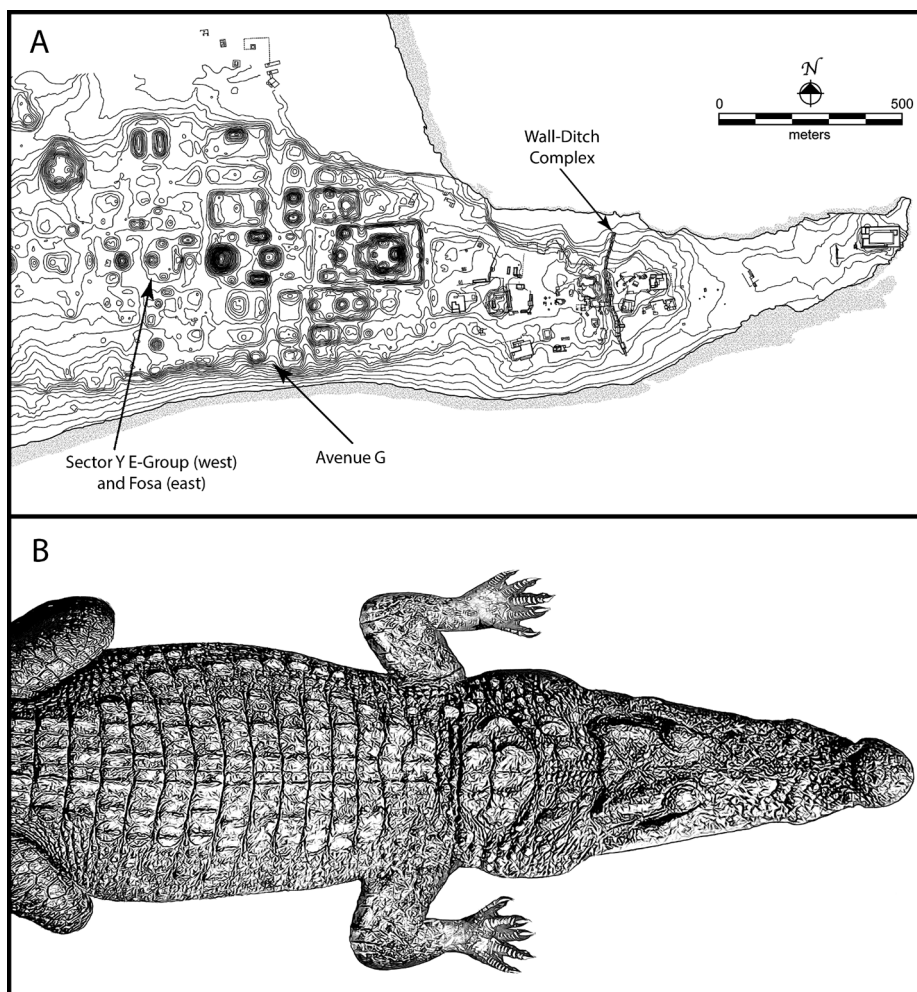 A
N
0 500
meters
Wall-Ditch
Complex
Sector Y E-Group (west)
and Fosa (east)
Avenue G
B